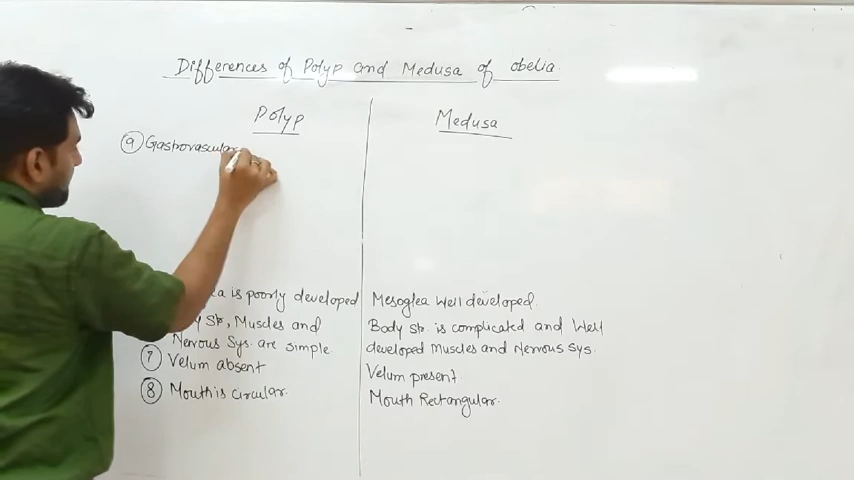 Differences of Polyp and Medusa of obelia.
Polyp
Medusa
9 Gastrovascular
is poorly developed
Mesoglea Well developed.
Str, Muscles and
Body Str. is complicated and Well
Nervous Sys. are simple.
developed Muscles and Nervous Sys.
7 Velum absent
Velum present.
8 Mouth is circular.
Mouth Rectangular.